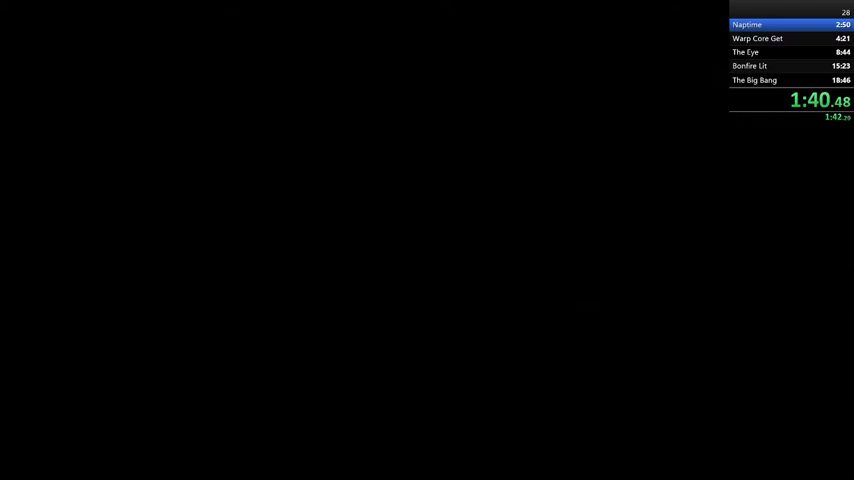 28
Naptime 2:50
Warp Core Get 4:21
The Eye 8:44
Bonfire Lit 15:23
The Big Bang 18:46
1:40.48
1:42.29